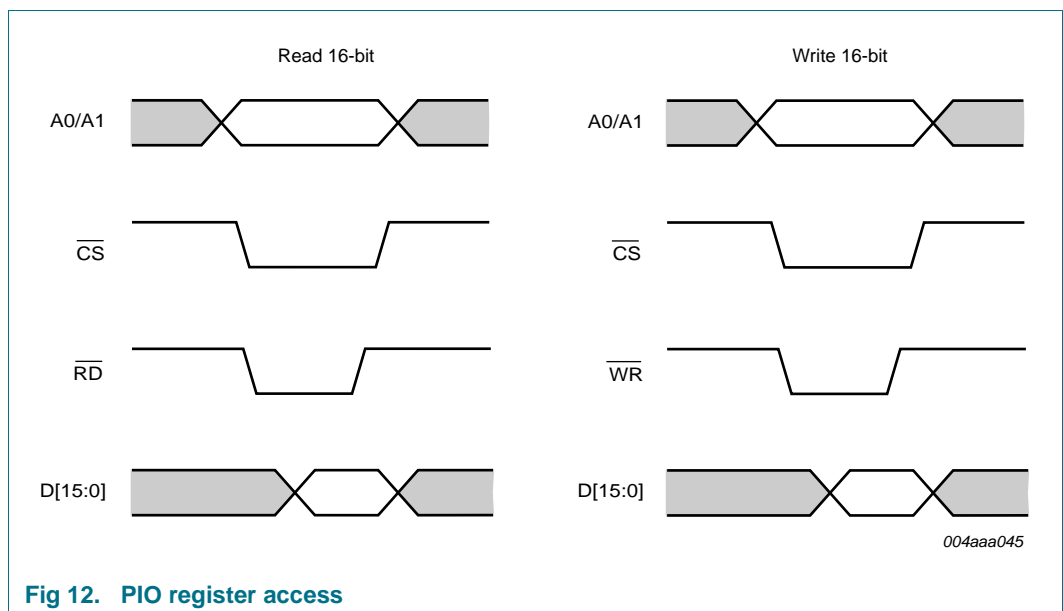 Read 16-bit
Write 16-bit
A0/A1
A0/A1
CS
CS
RD
WR
D[15:0]
D[15:0]
004aaa045
Fig 12. PIO register access